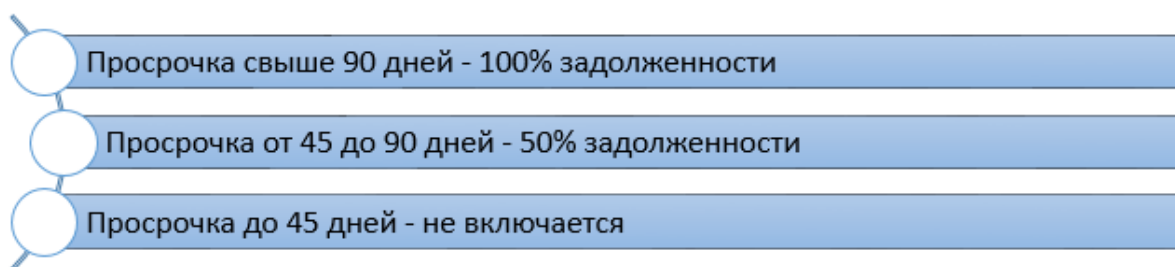 Просрочка свыше 90 дней - 100% задолженности
Просрочка от 45 до 90 дней - 50% задолженности
Просрочка до 45 дней - не включается